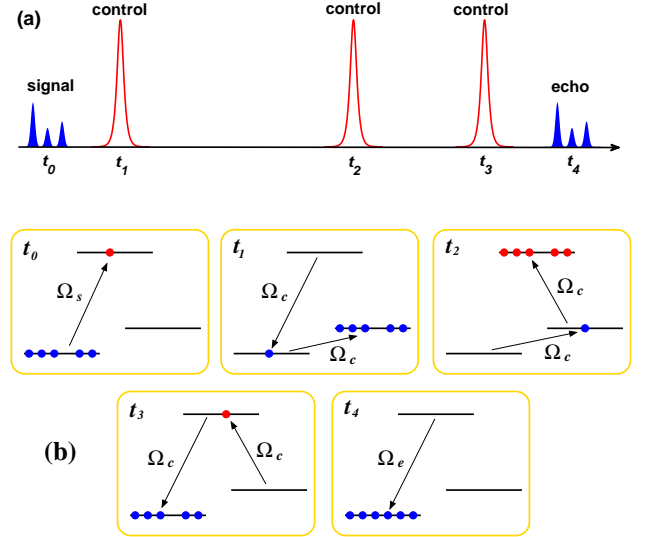 (a)
control control control
signal echo
t0 t1 t2 t3 t4
t0
Ωs
t1
Ωc
Ωc
t2
Ωc
Ωc
(b)
t3
Ωc Ωc
t4
Ωe